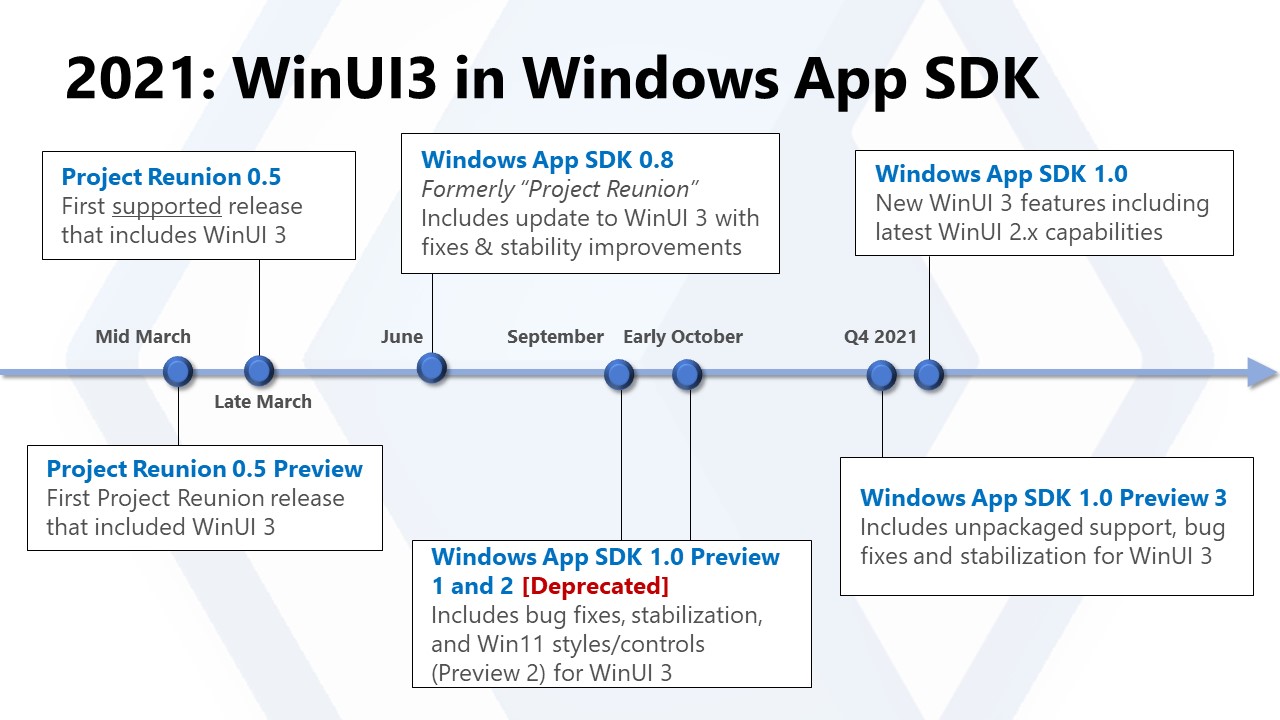 2021: WinUI3 in Windows App SDK
Project Reunion 0.5
First supported release
that includes WinUI 3
Windows App SDK 0.8
Formerly “Project Reunion”
Includes update to WinUI 3 with
fixes & stability improvements
Windows App SDK 1.0
New WinUI 3 features including
latest WinUI 2.x capabilities
Mid March
June
September
Early October
Q4 2021
Late March
Project Reunion 0.5 Preview
First Project Reunion release
that included WinUI 3
Windows App SDK 1.0 Preview
1 and 2 [Deprecated]
Includes bug fixes, stabilization,
and Win11 styles/controls
(Preview 2) for WinUI 3
Windows App SDK 1.0 Preview 3
Includes unpackaged support, bug
fixes and stabilization for WinUI 3